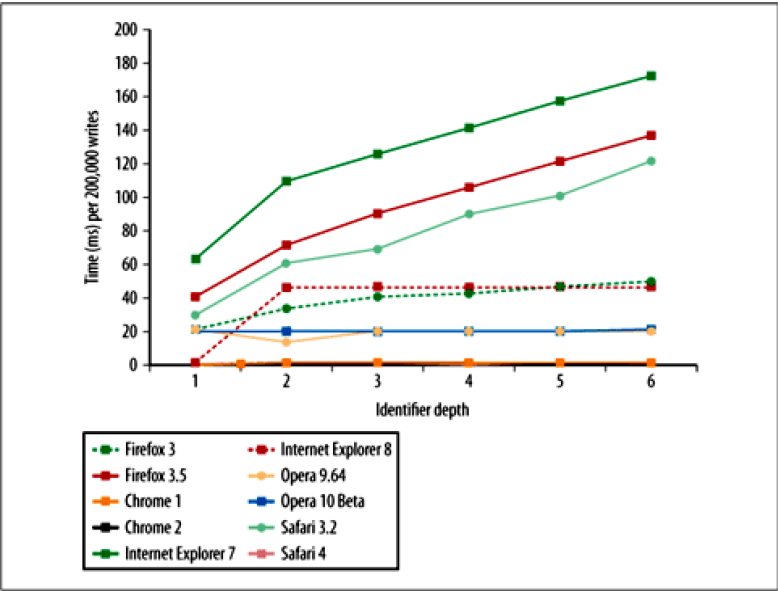 200
180
160
140
120
100
80
60
40
20
0
Time (ms) per 200,000 writes
1 2 3 4 5 6
Identifier depth
Firefox 3 Internet Explorer 8
Firefox 3.5 Opera 9.64
Chrome 1 Opera 10 Beta
Chrome 2 Safari 3.2
Internet Explorer 7 Safari 4